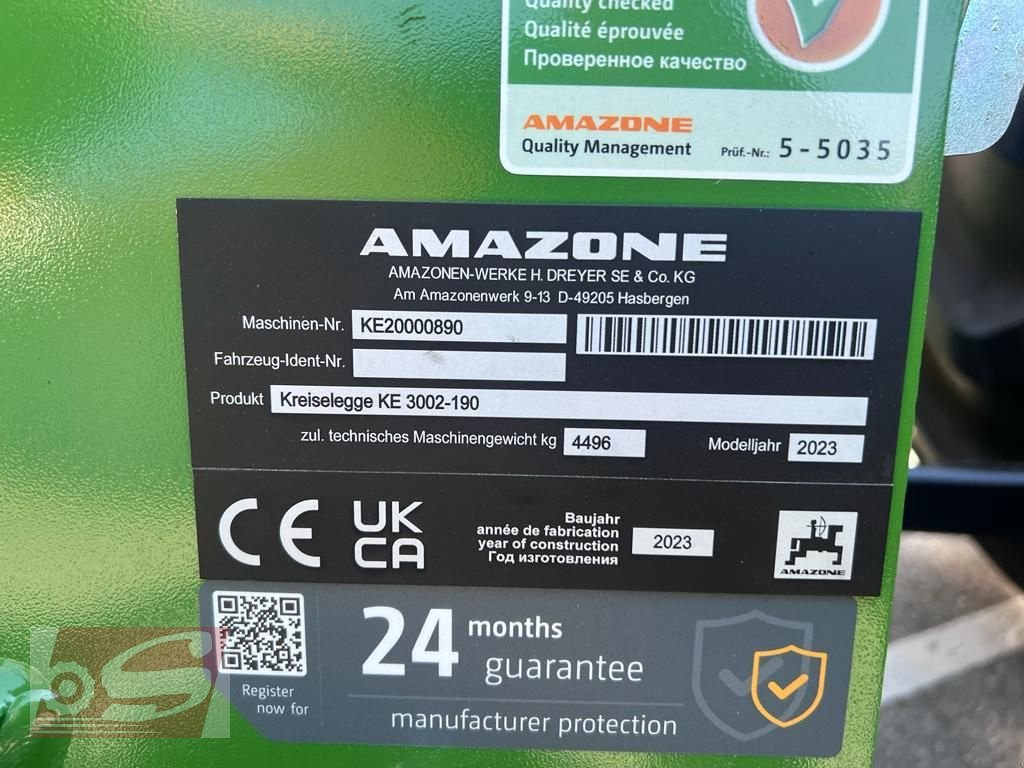 Quality checked
Qualité éprouvée
Проверенное качество
AMAZONE
Quality Management Prüf.-Nr.: 5-5035
AMAZONE
AMAZONEN-WERKE H. DREYER SE & Co. KG
Am Amazonenwerk 9-13 D-49205 Hasbergen
Maschinen-Nr. KE20000890
Fahrzeug-Ident-Nr.
Produkt Kreiselegge KE 3002-190
zul. technisches Maschinengewicht kg 4496 Modelljahr 2023
CE UK CA
Baujahr
année de fabrication
year of construction 2023
Год изготовления
AMAZONE
24 months
guarantee
Register
now for
manufacturer protection